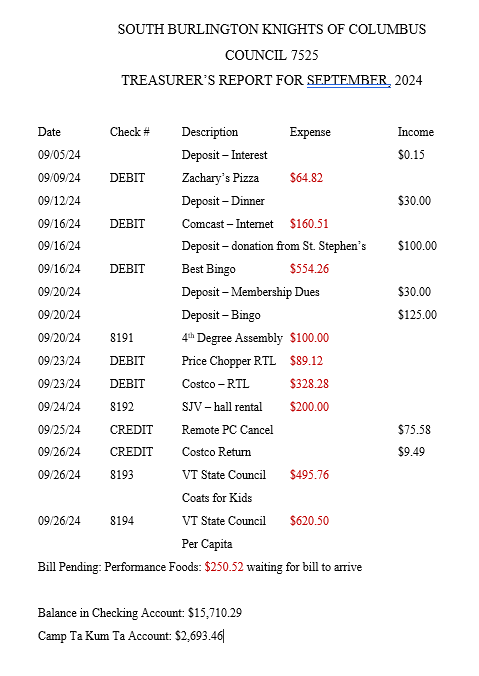 SOUTH BURLINGTON KNIGHTS OF COLUMBUS
COUNCIL 7525
TREASURER'S REPORT FOR SEPTEMBER, 2024
Date Check # Description Expense Income
09/05/24 Deposit – Interest $0.15
09/09/24 DEBIT Zachary's Pizza $64.82
09/12/24 Deposit – Dinner $30.00
09/16/24 DEBIT Comcast – Internet $160.51
09/16/24 Deposit – donation from St. Stephen's $100.00
09/16/24 DEBIT Best Bingo $554.26
09/20/24 Deposit – Membership Dues $30.00
09/20/24 Deposit – Bingo $125.00
09/20/24 8191 4th Degree Assembly $100.00
09/23/24 DEBIT Price Chopper RTL $89.12
09/23/24 DEBIT Costco – RTL $328.28
09/24/24 8192 SJV – hall rental $200.00
09/25/24 CREDIT Remote PC Cancel $75.58
09/26/24 CREDIT Costco Return $9.49
09/26/24 8193 VT State Council $495.76
Coats for Kids
09/26/24 8194 VT State Council $620.50
Per Capita
Bill Pending: Performance Foods: $250.52 waiting for bill to arrive
Balance in Checking Account: $15,710.29
Camp Ta Kum Ta Account: $2,693.46